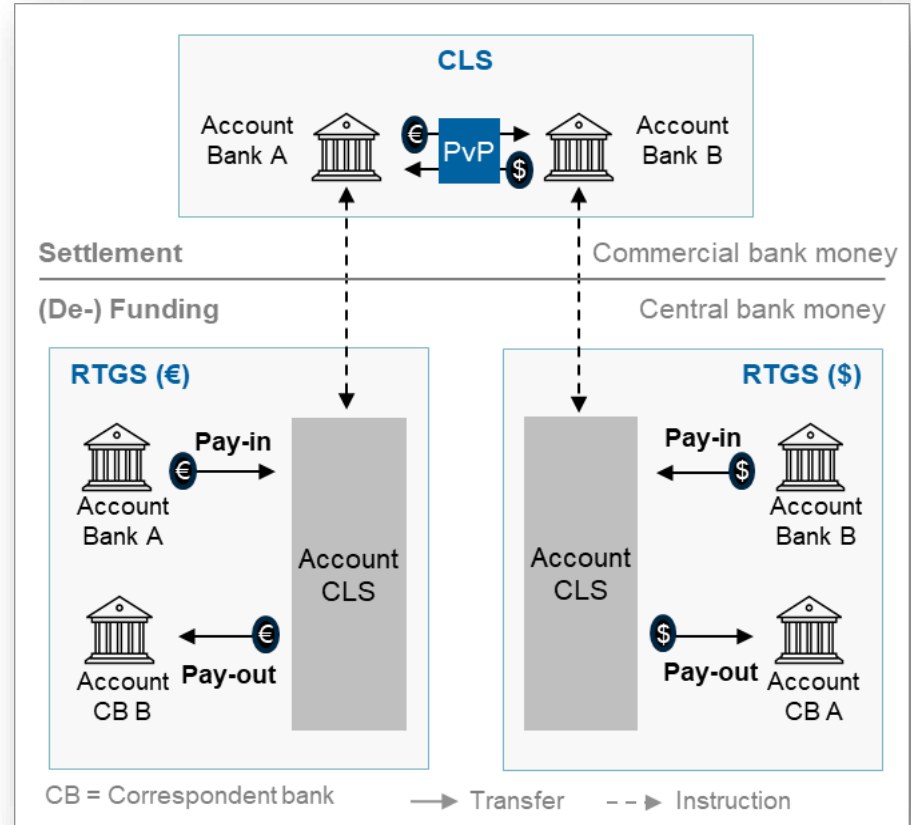 CLS
Account
Bank A
€
PvP
$
Account
Bank B
Settlement
Commercial bank money
(De-) Funding
Central bank money
RTGS (€)
Pay-in
€
Account
Bank A
Account
CLS
€
Pay-out
Account
CB B
RTGS ($)
Pay-in
$
Account
Bank B
Account
CLS
$
Pay-out
Account
CB A
CB = Correspondent bank
Transfer
Instruction